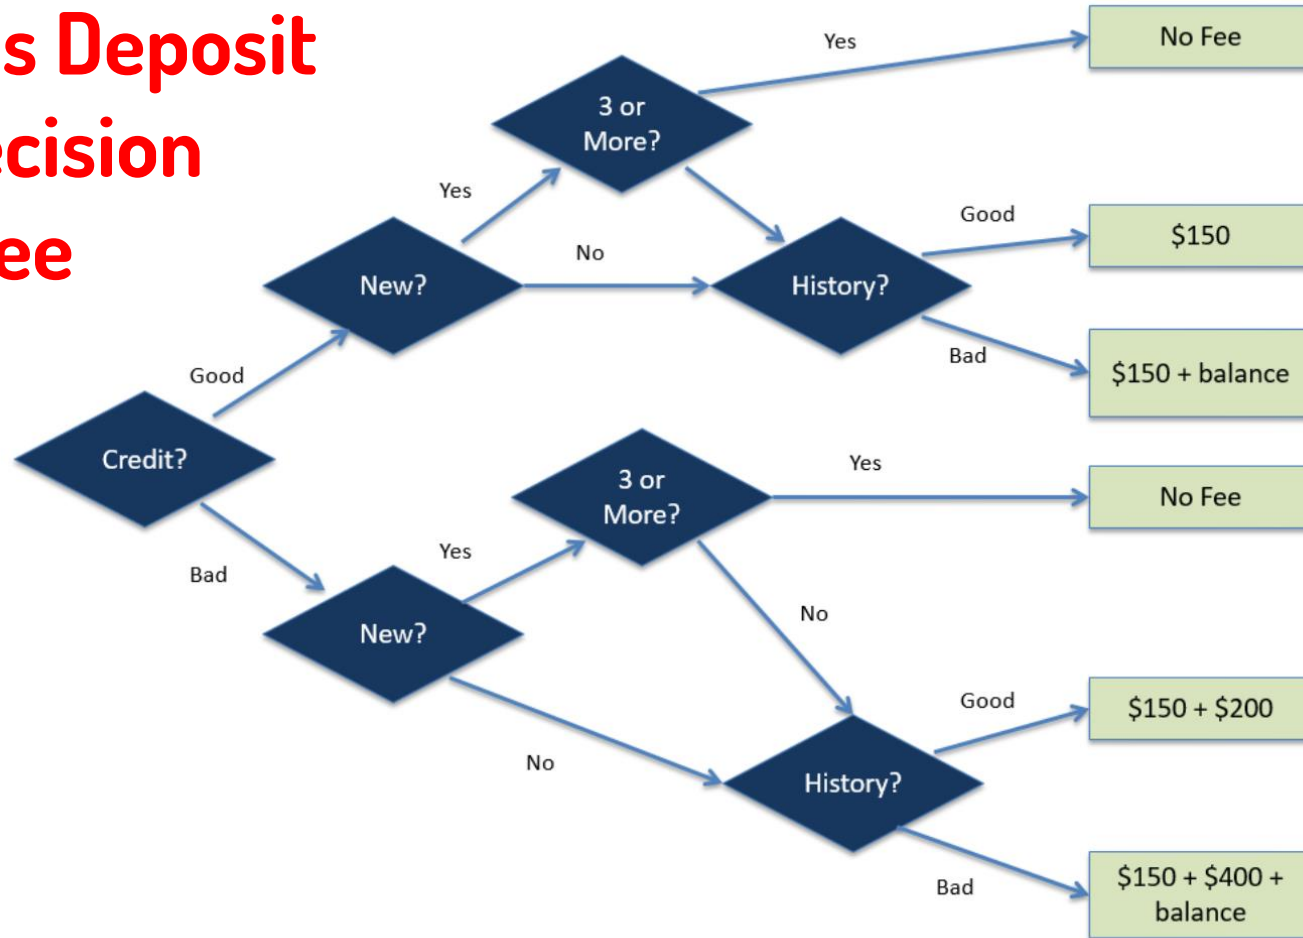 s Deposit
ecision
ee
Yes
No Fee
3 or
More?
Yes
Good
$150
New?
No
History?
Bad
$150 + balance
Good
Credit?
Bad
3 or
More?
Yes
No Fee
Yes
New?
No
No
Good
$150 + $200
History?
Bad
$150 + $400 +
balance